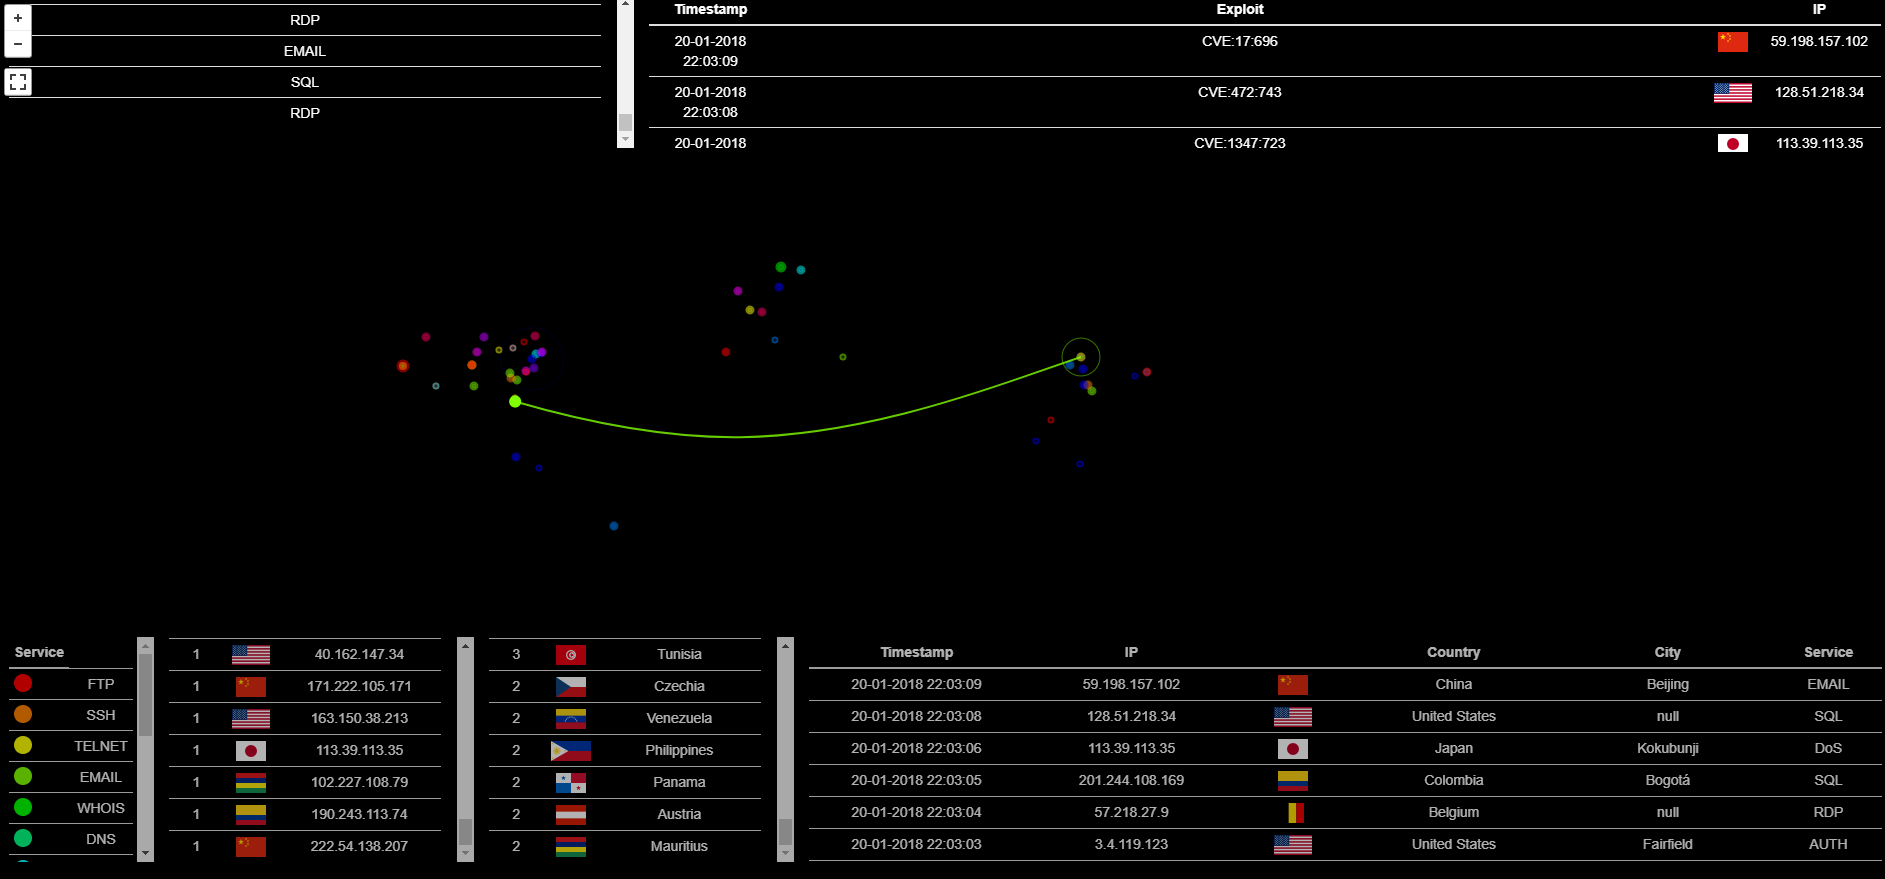 +
−
RDP
EMAIL
SQL
RDP
Timestamp Exploit IP
20-01-2018 22:03:09 CVE:17:696 59.198.157.102
20-01-2018 22:03:08 CVE:472:743 128.51.218.34
20-01-2018 CVE:1347:723 113.39.113.35
Service
FTP
SSH
TELNET
EMAIL
WHOIS
DNS
1 40.162.147.34
1 171.222.105.171
1 163.150.38.213
1 113.39.113.35
1 102.227.108.79
1 190.243.113.74
1 222.54.138.207
3 Tunisia
2 Czechia
2 Venezuela
2 Philippines
2 Panama
2 Austria
2 Mauritius
Timestamp IP Country City Service
20-01-2018 22:03:09 59.198.157.102 China Beijing EMAIL
20-01-2018 22:03:08 128.51.218.34 United States null SQL
20-01-2018 22:03:06 113.39.113.35 Japan Kokubunji DoS
20-01-2018 22:03:05 201.244.108.169 Colombia Bogotá SQL
20-01-2018 22:03:04 57.218.27.9 Belgium null RDP
20-01-2018 22:03:03 3.4.119.123 United States Fairfield AUTH